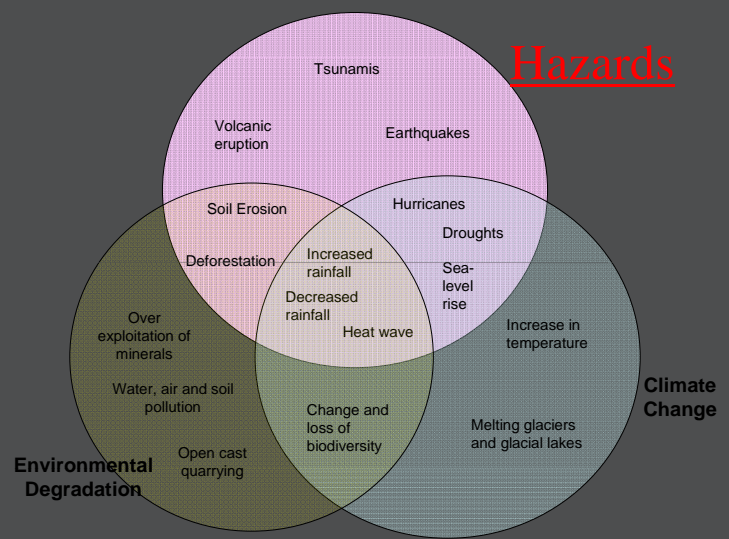 Hazards
Tsunamis
Volcanic
eruption
Earthquakes
Soil Erosion
Hurricanes
Droughts
Deforestation
Increased
rainfall
Sea-
level
rise
Decreased
rainfall
Heat wave
Over
exploitation of
minerals
Increase in
temperature
Water, air and soil
pollution
Climate
Change
Change and
loss of
biodiversity
Melting glaciers
and glacial lakes
Open cast
quarrying
Environmental
Degradation